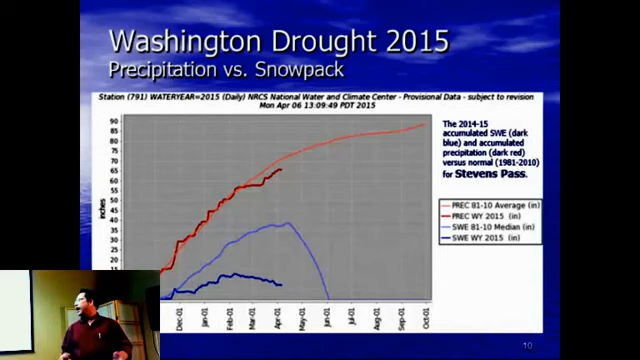 Washington Drought 2015
Precipitation vs. Snowpack
Station (791) WATERYEAR=2015 (Daily) NRCS National Water and Climate Center - Provisional Data - subject to revision
Mon Apr 06 13:09:49 PDT 2015
90
85
80
75
70
65
60
55
50
45
40
35
30
25
20
15
inches
Dec-01
Jan-01
Feb-01
Mar-01
Apr-01
May-01
Jun-01
Jul-01
Aug-01
Sep-01
Oct-01
The 2014-15
accumulated SWE (dark
blue) and accumulated
precipitation (dark red)
versus normal (1981-2010)
for Stevens Pass.
PREC 81-10 Average (in)
PREC WY 2015 (in)
SWE 81-10 Median (in)
SWE WY 2015 (in)
10